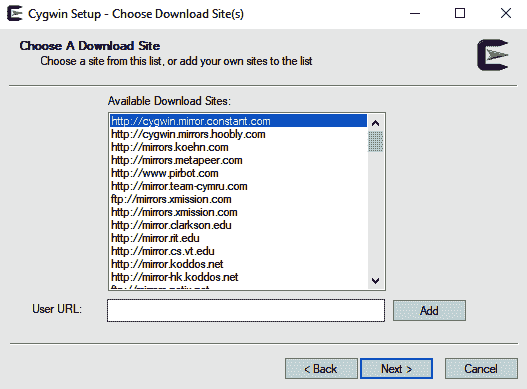 Cygwin Setup - Choose Download Site(s)
Choose A Download Site
Choose a site from this list, or add your own sites to the list
Available Download Sites:
http://cygwin.mirror.constant.com
http://cygwin.mirrors.hoobly.com
http://mirrors.koehn.com
http://mirrors.metapeer.com
http://www.pirbot.com
http://mirror.team-cymru.com
ftp://mirrors.xmission.com
http://mirrors.xmission.com
http://mirror.clarkson.edu
http://mirror.rit.edu
http://mirror.cs.vt.edu
http://mirror.koddos.net
http://mirror-hk.koddos.net
User URL:
Add
< Back
Next >
Cancel